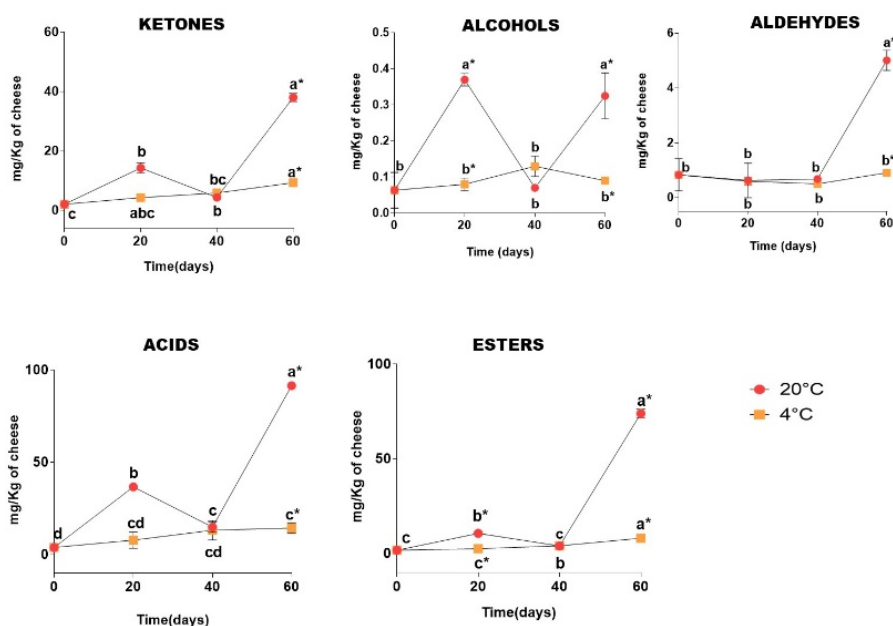 KETONES
mg/Kg of cheese
60
40
20
0
c
b
abc
bc
b
a*
a*
0 20 40 60
Time(days)
ALCOHOLS
mg/Kg of cheese
0.5
0.4
0.3
0.2
0.1
0.0
b
a*
b*
b
b
a*
b*
0 20 40 60
Time (days)
ALDEHYDES
mg/Kg of cheese
6
4
2
0
b
b
b
b
b
a*
b*
0 20 40 60
Time (days)
ACIDS
mg/Kg of cheese
100
50
0
d
b
cd
c
cd
a*
c*
0 20 40 60
Time(days)
ESTERS
mg/Kg of cheese
100
50
0
c
b*
c*
c
b
a*
a*
0 20 40 60
Time(days)
20°C
4°C